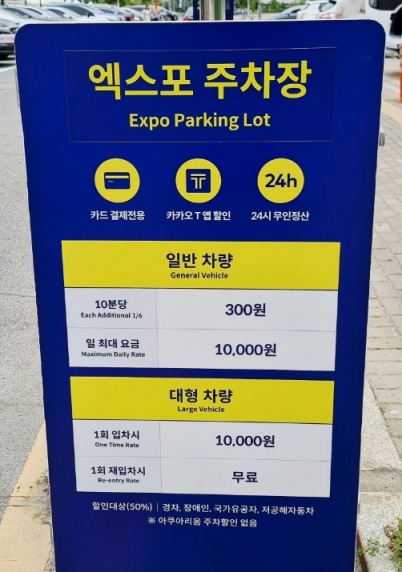 엑스포 주차장
Expo Parking Lot
24h
카드 결제전용 카카오 T 앱 할인 24시 무인정산
일반 차량
General Vehicle
10분당
Each Additional 1/6
300원
일 최대 요금
Maximum Daily Rate
10,000원
대형 차량
Large Vehicle
1회 입차시
One Time Rate
10,000원
1회 재입차시
Re-entry Rate
무료
할인대상(50%) | 경차, 장애인, 국가유공자, 저공해자동차
※ 아쿠아리움 주차할인 없음